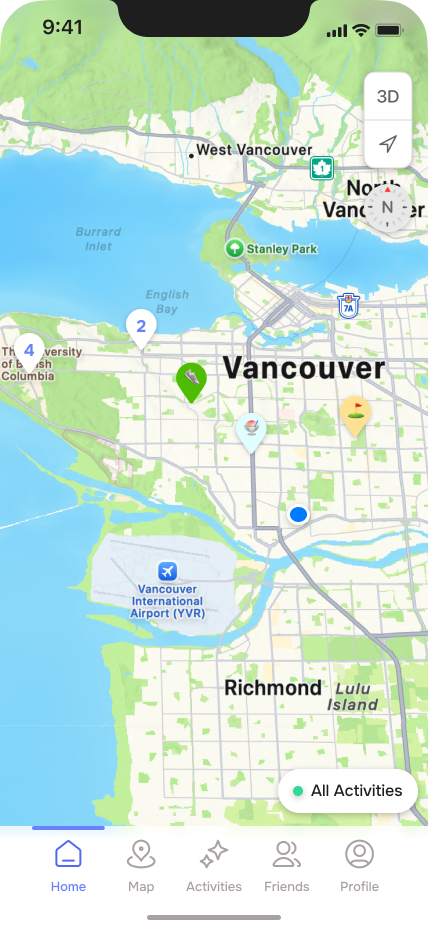 9:41
3D
West Vancouver
1
North
Vancouver
N
Burrard
Inlet
Stanley Park
English
Bay
7A
2
The University
of British
Columbia
4
Vancouver
Vancouver
International
Airport (YVR)
Richmond
Lulu
Island
All Activities
Home
Map
Activities
Friends
Profile